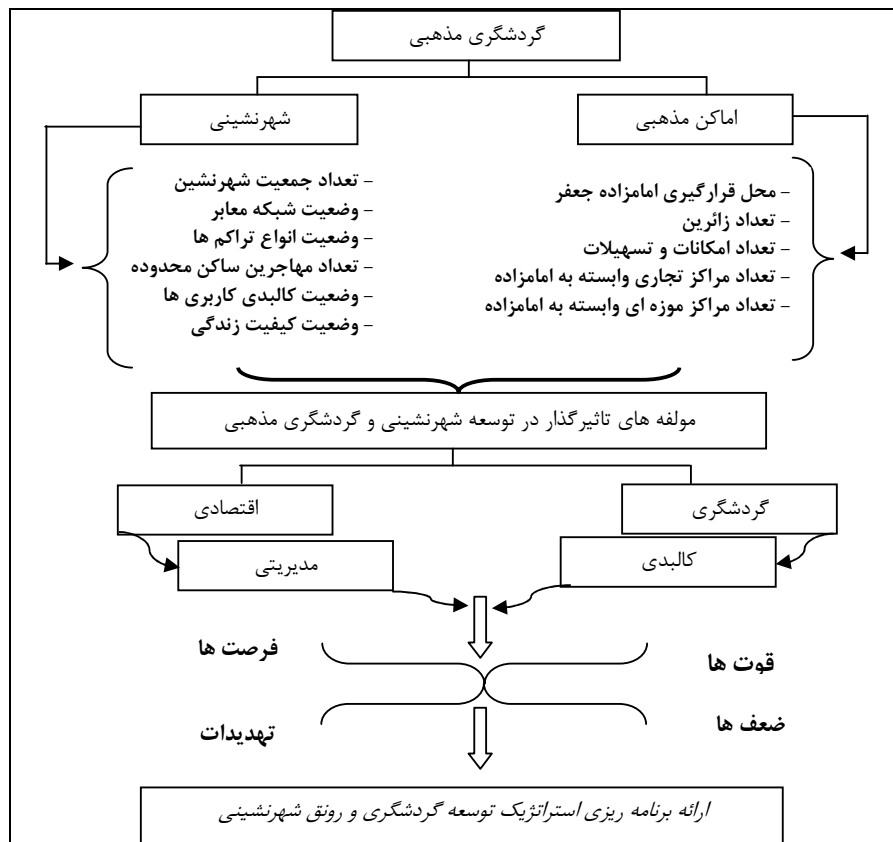 گردشگری مذهبی
اماکن مذهبی
شهرنشینی
– محل قرارگیری امامزاده جعفر
– تعداد زائرین
– تعداد امکانات و تسهیلات
– تعداد مراکز تجاری وابسته به امامزاده
– تعداد مراکز موزه ای وابسته به امامزاده
– تعداد جمعیت شهرنشین
– وضعیت شبکه معابر
– وضعیت انواع تراکم ها
– تعداد مهاجرین ساکن محدوده
– وضعیت کالبدی کاربری ها
– وضعیت کیفیت زندگی
مولفه های تاثیرگذار در توسعه شهرنشینی و گردشگری مذهبی
گردشگری
اقتصادی
کالبدی
مدیریتی
قوت ها
فرصت ها
ضعف ها
تهدیدات
ارائه برنامه ریزی استراتژیک توسعه گردشگری و رونق شهرنشینی